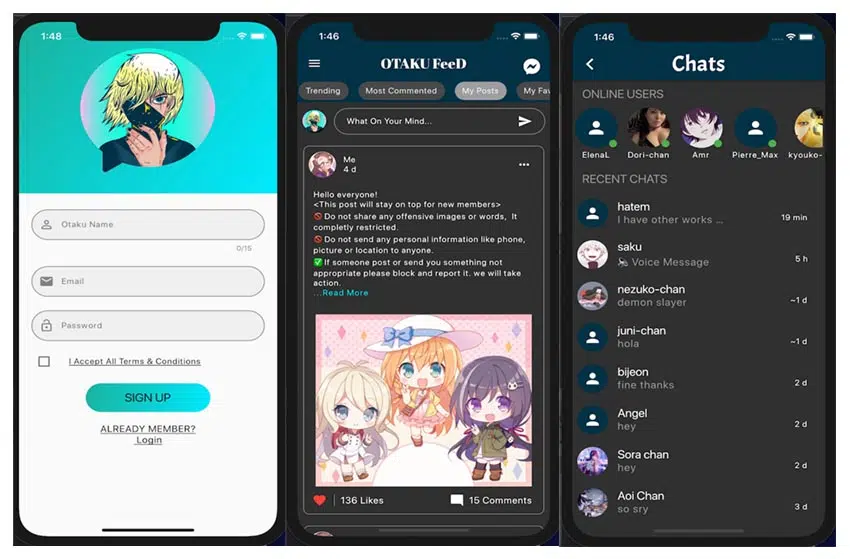 1:48
Otaku Name
0/15
Email
Password
I Accept All Terms & Conditions
SIGN UP
ALREADY MEMBER?
Login
1:46
OTAKU FeeD
Trending
Most Commented
My Posts
My Fav
What On Your Mind...
Me
4 d
Hello everyone!
<This post will stay on top for new members>
🚫 Do not share any offensive images or words, It
completly restricted.
🚫 Do not send any personal information like phone,
picture or location to anyone.
✅ If someone post or send you something not
appropriate please block and report it. we will take
action.
...Read More
136 Likes
15 Comments
1:46
Chats
ONLINE USERS
ElenaL
Dori-chan
Amr
Pierre_Max
kyouko-
RECENT CHATS
hatem
I have other works ...
19 min
saku
Voice Message
5 h
nezuko-chan
demon slayer
~1 d
juni-chan
hola
~1 d
bijeon
fine thanks
2 d
Angel
hey
2 d
Sora chan
hey
2 d
Aoi Chan
so sry
3 d